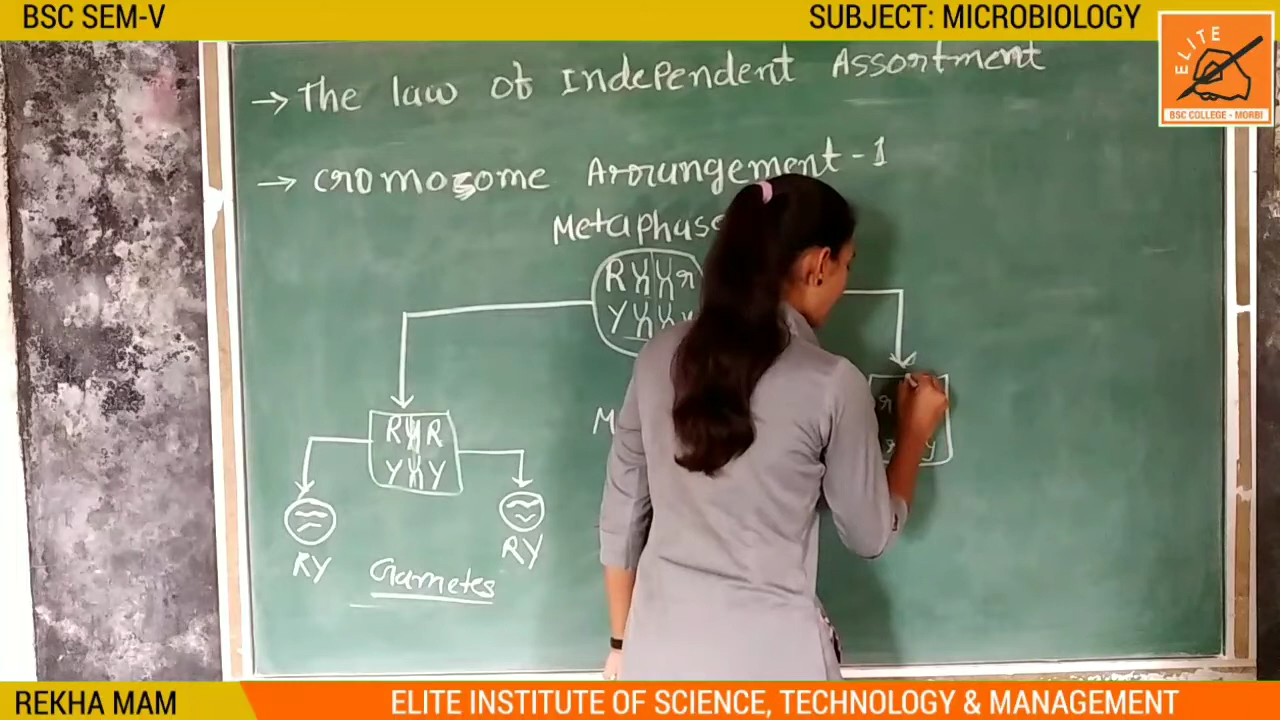 BSC SEM-V
SUBJECT: MICROBIOLOGY
ELITE
BSC COLLEGE - MORBI
→ The law of Independent Assortment
→ Cromosome Arrangement-1
Metaphase
R r
Y
R R
Y Y
r
y
RY
RY
Gametes
REKHA MAM
ELITE INSTITUTE OF SCIENCE, TECHNOLOGY & MANAGEMENT